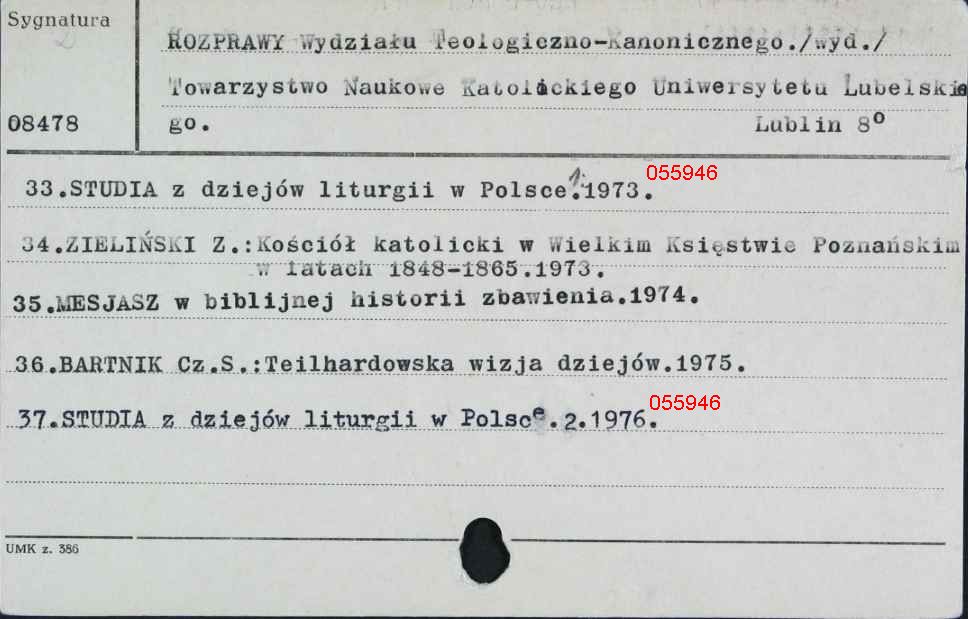 Sygnatura
ROZPRAWY Wydziału Teologiczno-Kanonicznego./wyd./
Towarzystwo Naukowe Katolickiego Uniwersytetu Lubelskie
08478 go. Lublin 8o
33.STUDIA z dziejów liturgii w Polsce.1.1973. 055946
34.ZIELIŃSKI Z.:Kościół katolicki w Wielkim Księstwie Poznańskim
w latach 1848-1865.1973.
35.MESJASZ w biblijnej historii zbawienia.1974.
36.BARTNIK Cz.S.:Teilhardowska wizja dziejów.1975.
37.STUDIA z dziejów liturgii w Polsce.2.1976. 055946
UMK z. 386